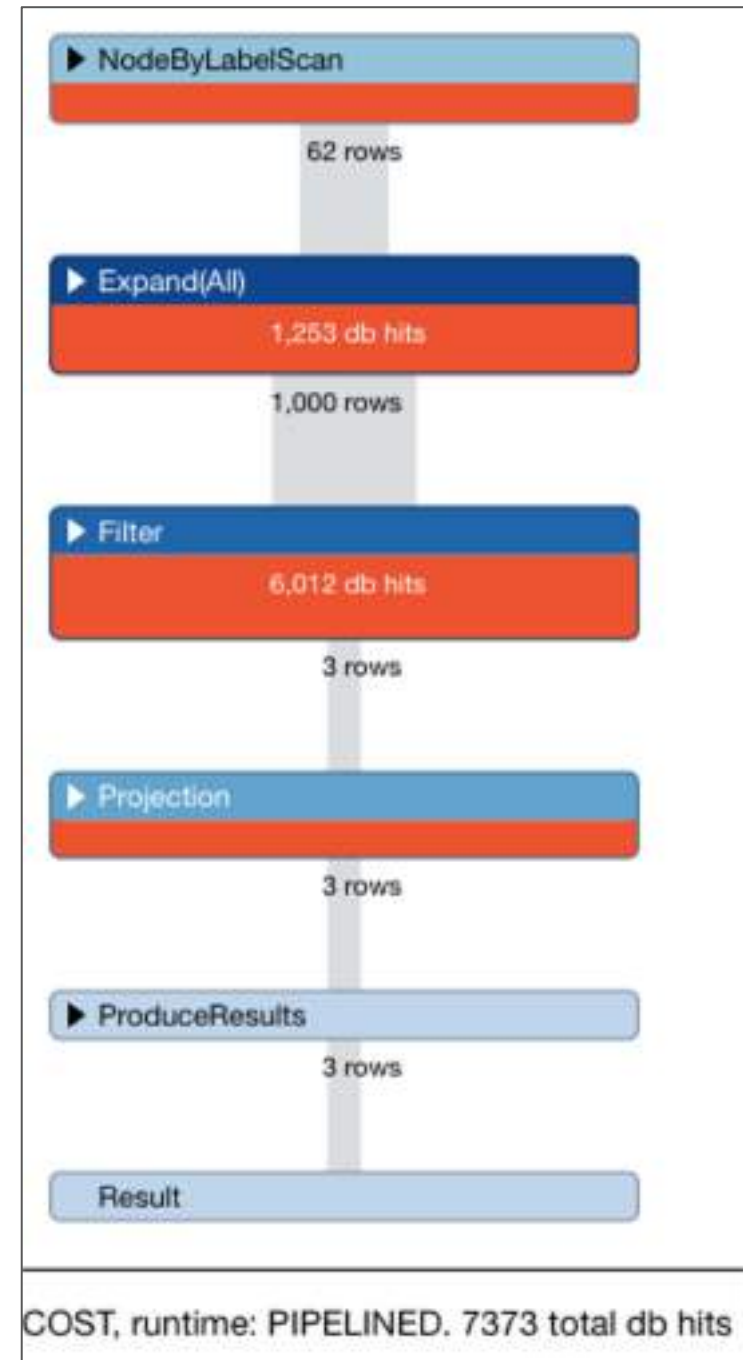 NodeByLabelScan
62 rows
Expand(All)
1,253 db hits
1,000 rows
Filter
6,012 db hits
3 rows
Projection
3 rows
ProduceResults
3 rows
Result
COST, runtime: PIPELINED. 7373 total db hits